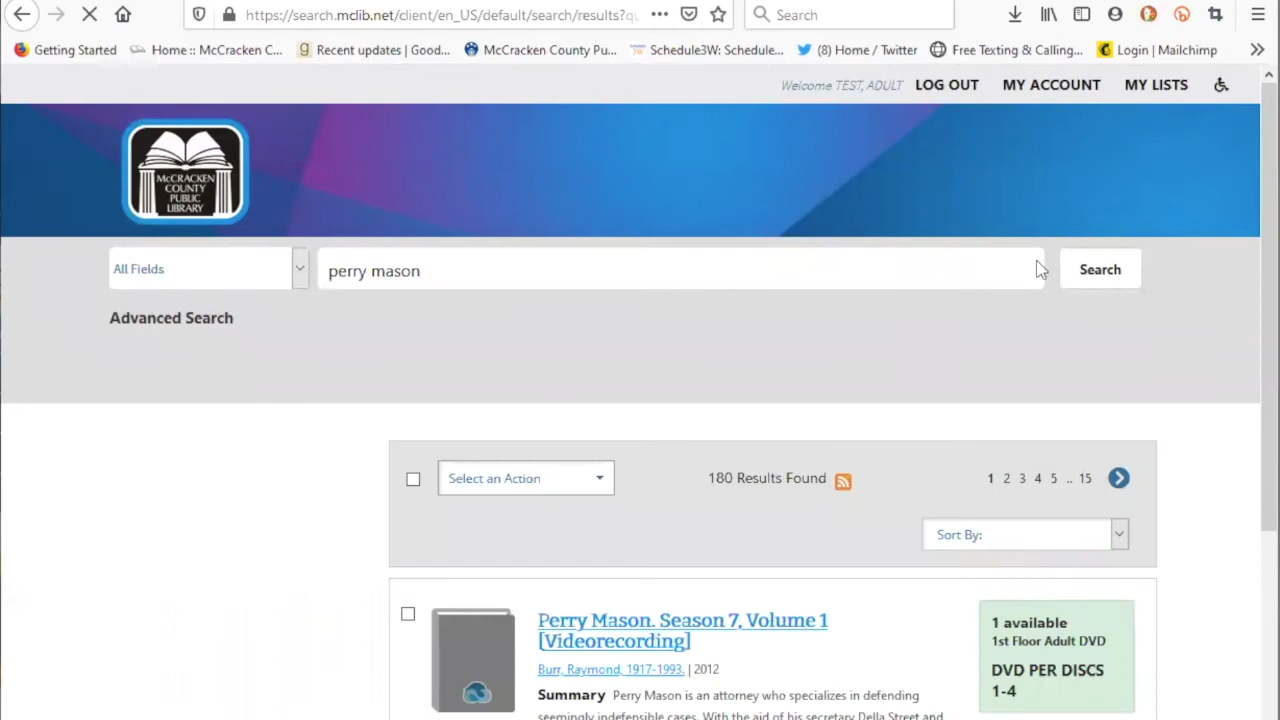 https://search.mclib.net/client/en_US/default/search/results?qu
Search
Getting Started
Home :: McCracken C...
Recent updates | Good...
McCracken County Pu...
Schedule3W: Schedule...
(8) Home / Twitter
Free Texting & Calling...
Login | Mailchimp
Welcome TEST, ADULT LOG OUT MY ACCOUNT MY LISTS
McCRACKEN
COUNTY
PUBLIC
LIBRARY
All Fields
perry mason
Search
Advanced Search
Select an Action
180 Results Found
1 2 3 4 5 .. 15
Sort By:
Perry Mason. Season 7, Volume 1
[Videorecording]
Burr, Raymond, 1917-1993. | 2012
Summary Perry Mason is an attorney who specializes in defending
seemingly indefensible cases. With the aid of his secretary Della Street and
1 available
1st Floor Adult DVD
DVD PER DISCS
1-4